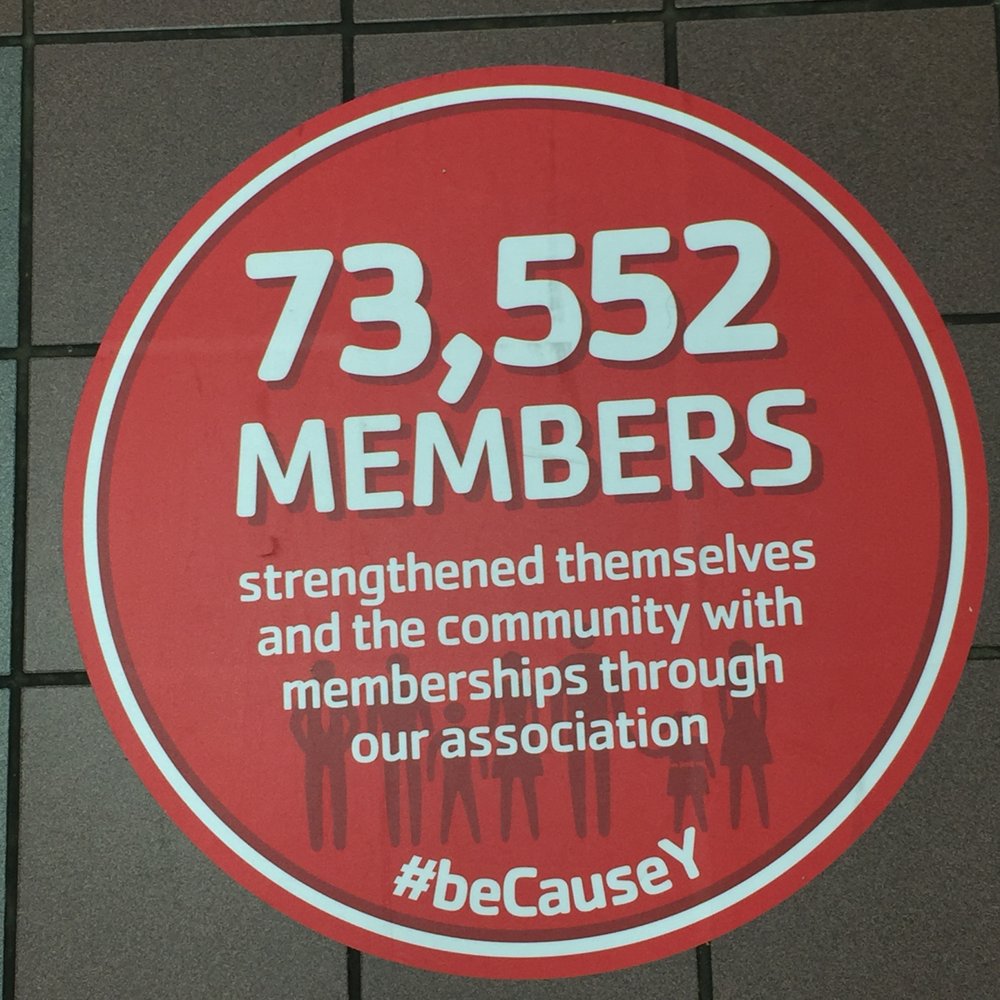 73,552
MEMBERS
strengthened themselves
and the community with
memberships through
our association
#beCauseY